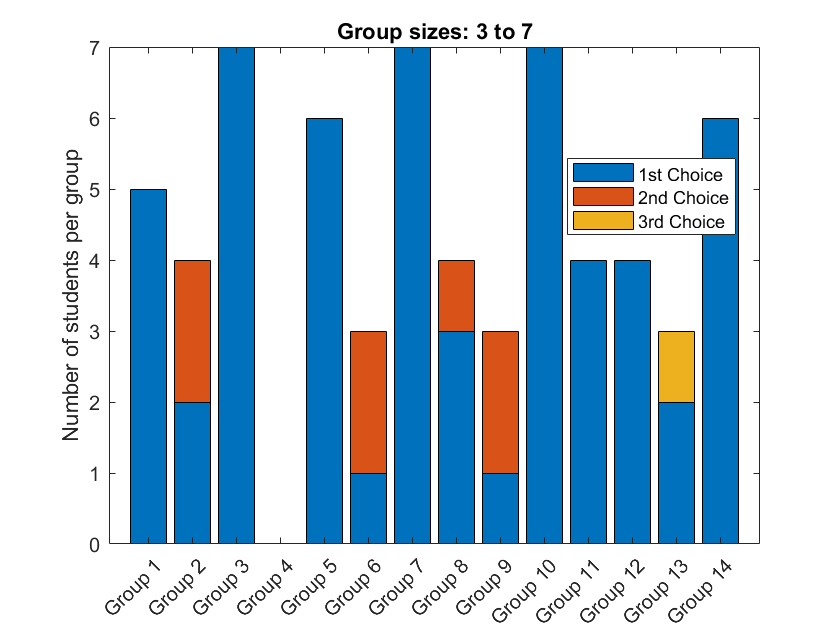 Group sizes: 3 to 7
Number of students per group
7
6
5
4
3
2
1
0
1st Choice
2nd Choice
3rd Choice
Group 1
Group 2
Group 3
Group 4
Group 5
Group 6
Group 7
Group 8
Group 9
Group 10
Group 11
Group 12
Group 13
Group 14